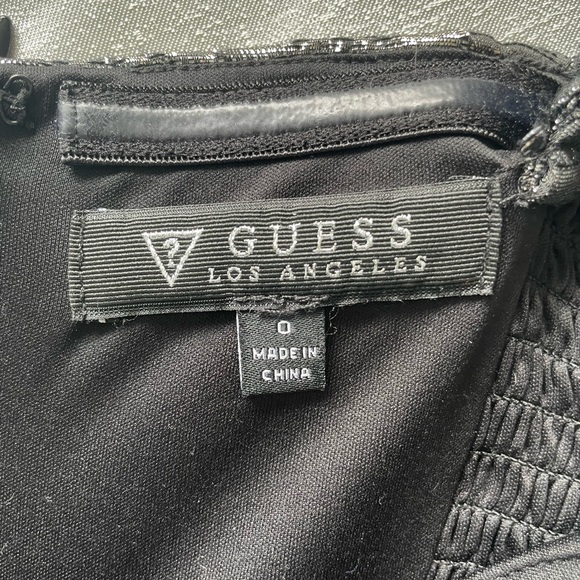 ?
GUESS
LOS ANGELES
0
MADE IN
CHINA